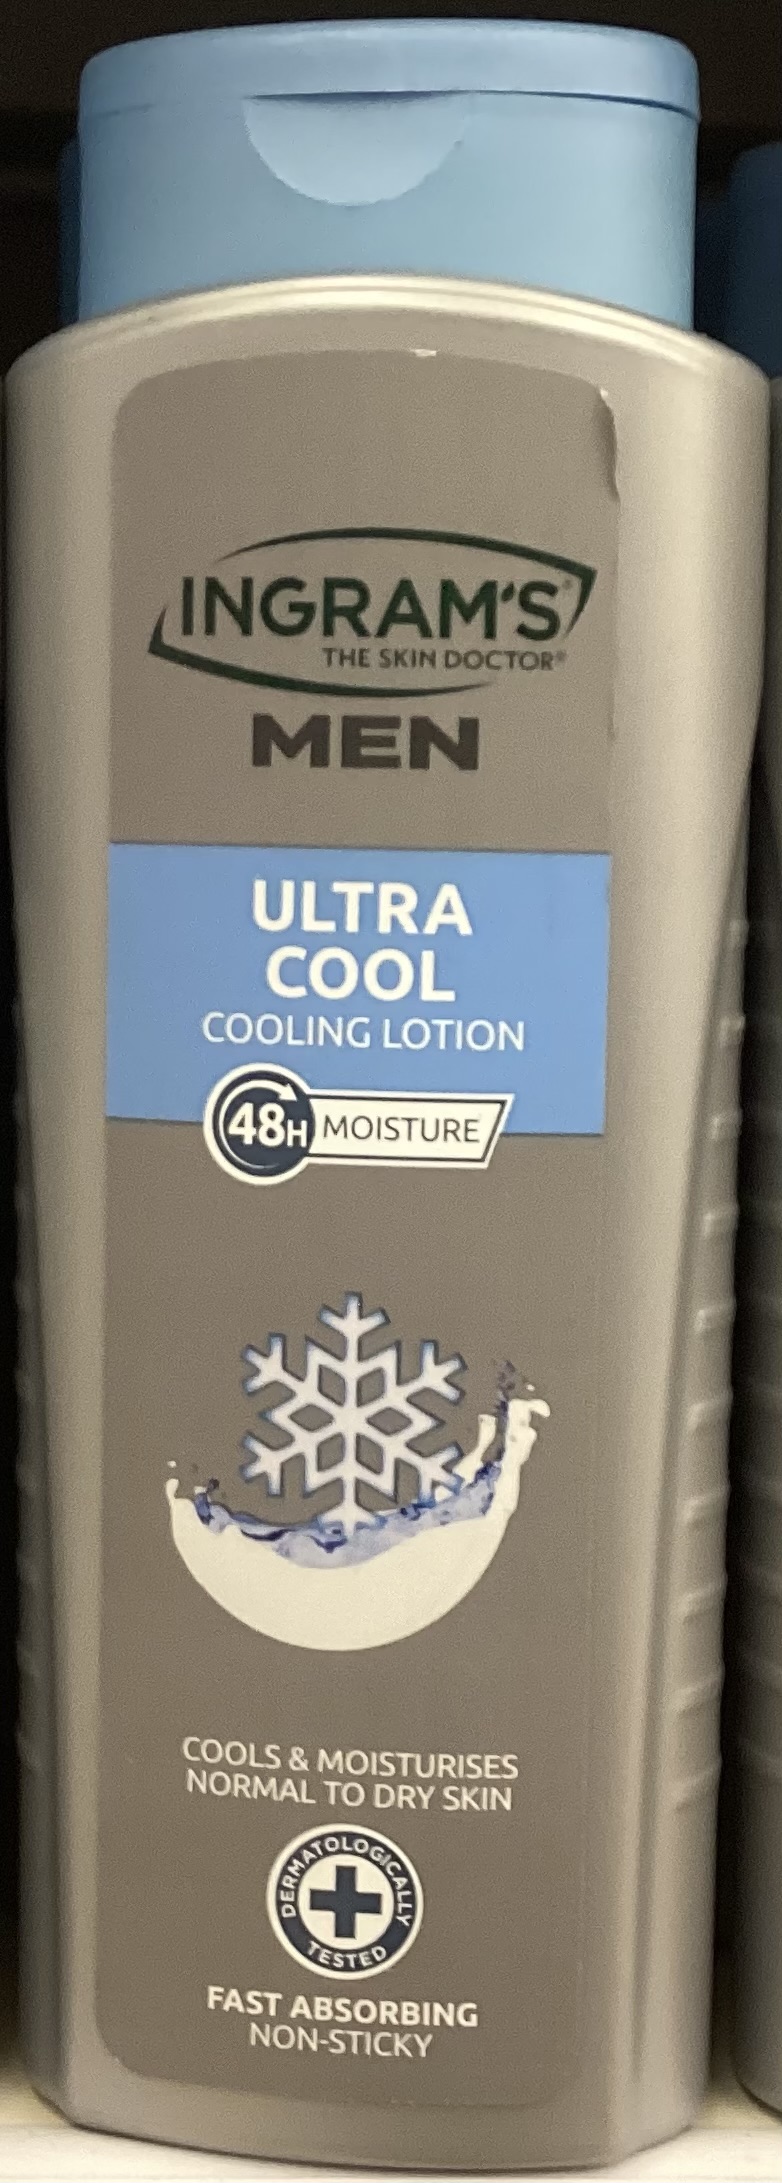 INGRAM'S®
THE SKIN DOCTOR®
MEN
ULTRA
COOL
COOLING LOTION
48H MOISTURE
COOLS & MOISTURISES
NORMAL TO DRY SKIN
DERMATOLOGICALLY
TESTED
FAST ABSORBING
NON-STICKY